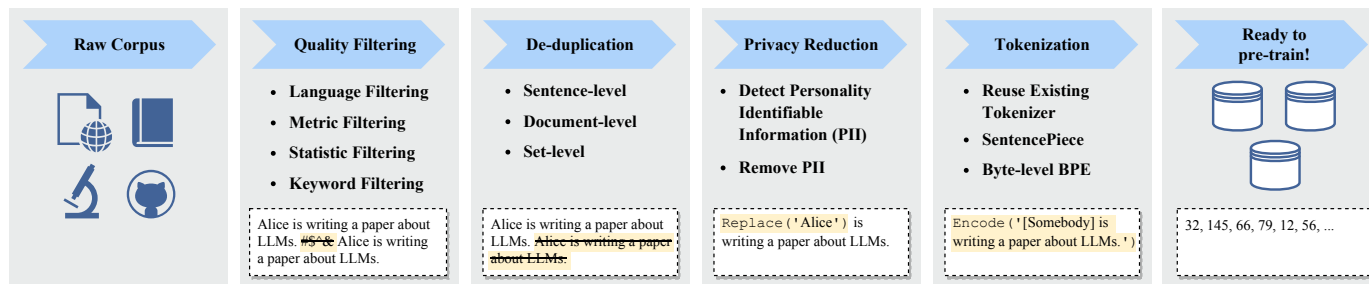 Raw Corpus
Quality Filtering
• Language Filtering
• Metric Filtering
• Statistic Filtering
• Keyword Filtering
Alice is writing a paper about
LLMs. #$^& Alice is writing
a paper about LLMs.
De-duplication
• Sentence-level
• Document-level
• Set-level
Alice is writing a paper about
LLMs. Alice is writing a paper
about LLMs.
Privacy Reduction
• Detect Personality
Identifiable
Information (PII)
• Remove PII
Replace('Alice') is
writing a paper about LLMs.
Tokenization
• Reuse Existing
Tokenizer
• SentencePiece
• Byte-level BPE
Encode('[Somebody] is
writing a paper about LLMs.')
Ready to
pre-train!
32, 145, 66, 79, 12, 56, ...